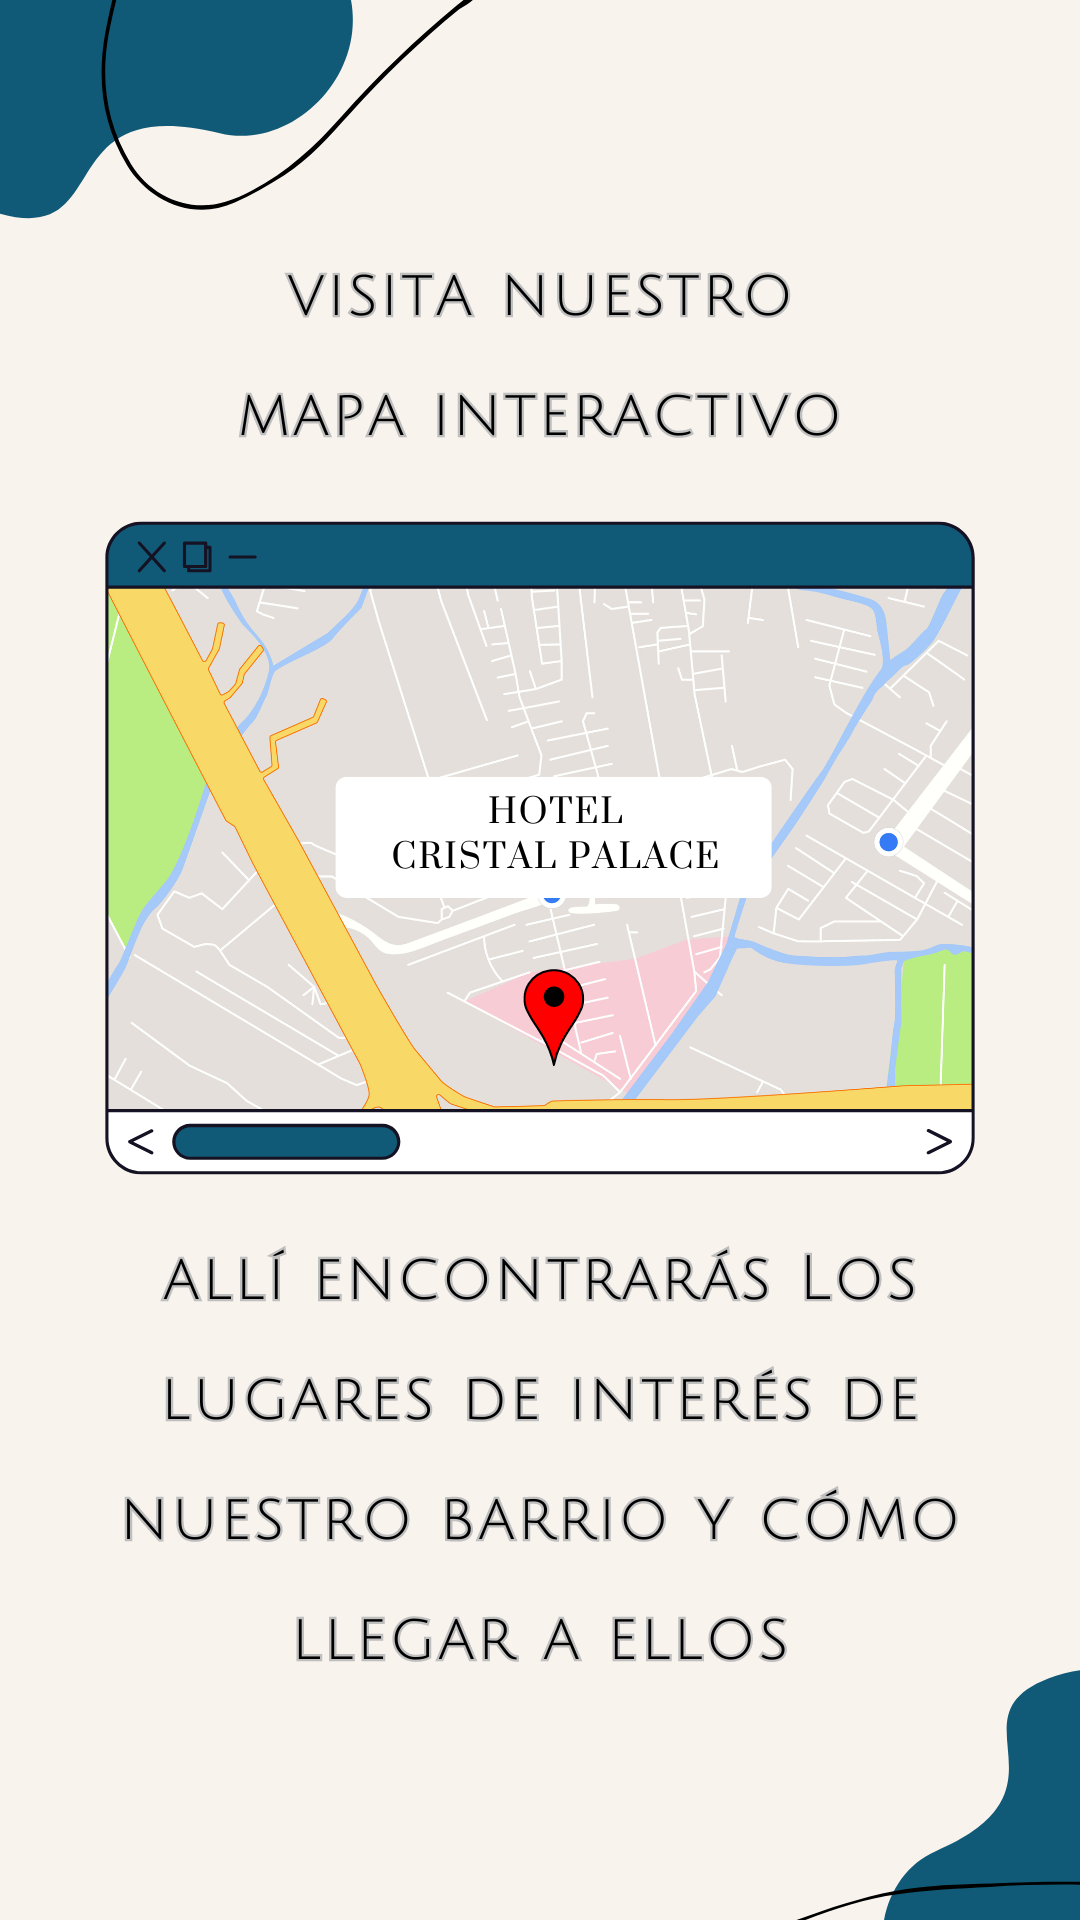 VISITA NUESTRO
MAPA INTERACTIVO
HOTEL
CRISTAL PALACE
ALLÍ ENCONTRARÁS LOS
LUGARES DE INTERÉS DE
NUESTRO BARRIO Y CÓMO
LLEGAR A ELLOS